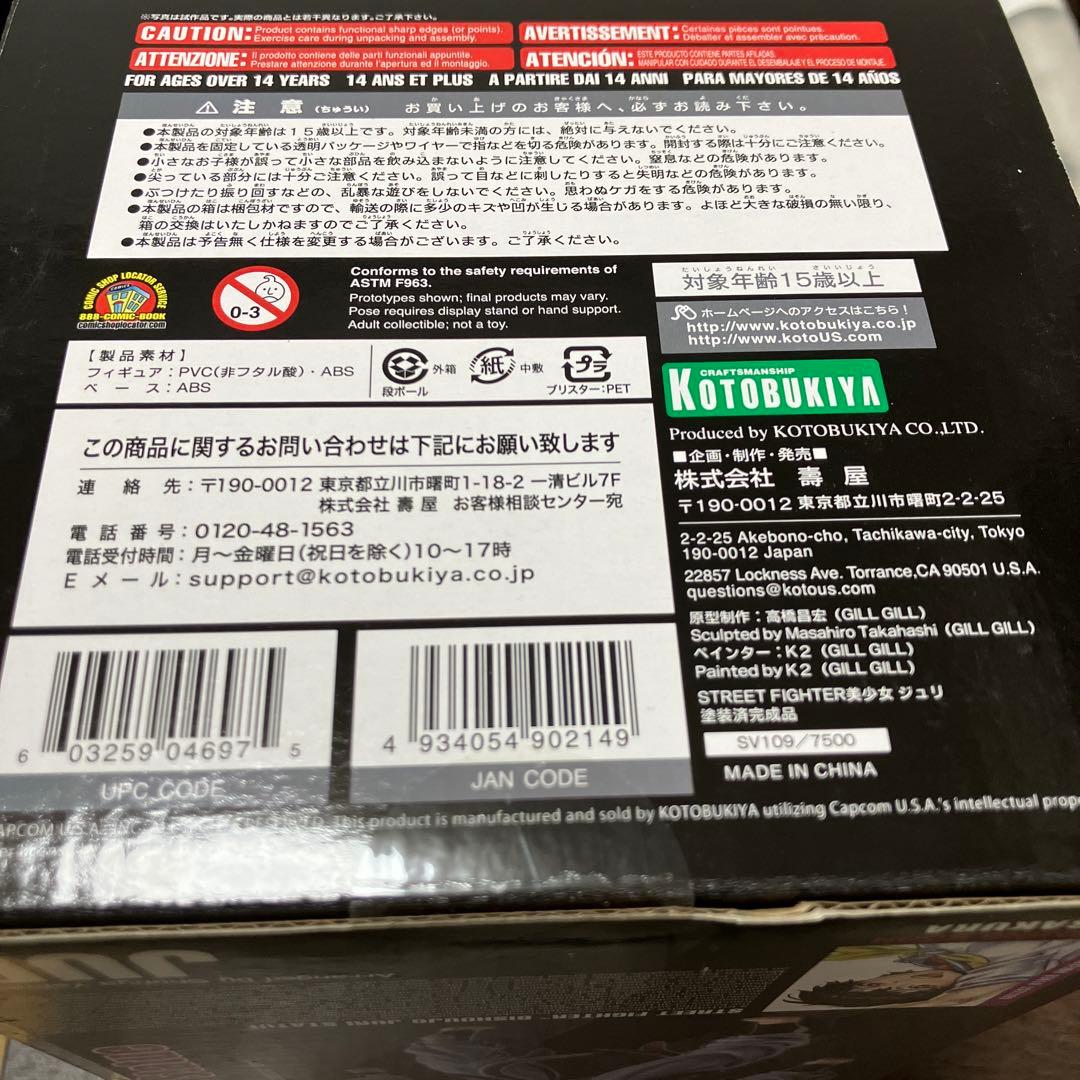 ※写真は試作品です。実際の商品とは若干異なります。ご了承ください。
CAUTION: Product contains functional sharp edges (or points). Exercise care during unpacking and assembly.
AVERTISSEMENT: Certaines pièces sont pointues. Déballer et assembler avec précaution.
ATTENZIONE: Il prodotto contiene delle parti funzionali appuntite. Prestare attenzione durante l'apertura ed il montaggio.
ATENCIÓN: ESTE PRODUCTO CONTIENE PARTES AFILADAS. MANIPULAR CON CUIDADO DURANTE EL DESEMBALAJE Y EL PROCESO DE MONTAJE.
FOR AGES OVER 14 YEARS 14 ANS ET PLUS A PARTIRE DAI 14 ANNI PARA MAYORES DE 14 AÑOS
⚠ 注意(ちゅうい) お買い上げのお客様へ、必ずお読み下さい。
●本製品の対象年齢は15歳以上です。対象年齢未満の方には、絶対に与えないでください。
●本製品を固定している透明パッケージやワイヤーで指などを切る危険があります。開封する際は十分にご注意ください。
●小さなお子様が誤って小さな部品を飲み込まないように注意してください。窒息などの危険があります。
●尖っている部分には十分ご注意ください。誤って目などに刺したりすると失明などの危険があります。
●ぶつけたり振り回すなどの、乱暴な遊びをしないでください。思わぬケガをする危険があります。
●本製品の箱は梱包材ですので、輸送の際に多少のキズや凹が生じる場合があります。よほど大きな破損の無い限り、
箱の交換はいたしかねますのでご了承ください。
●本製品は予告無く仕様を変更する場合がございます。ご了承ください。
COMIC SHOP LOCATOR SERVICE
COMICS
888-COMIC-BOOK
comicshoplocator.com
0-3
Conforms to the safety requirements of
ASTM F963.
Prototypes shown; final products may vary.
Pose requires display stand or hand support.
Adult collectible; not a toy.
たいしょうねんれい さいいじょう
対象年齢15歳以上
ホームページへのアクセスはこちら!
http://www.kotobukiya.co.jp
http://www.kotoUS.com
【製品素材】
フィギュア:PVC(非フタル酸)・ABS
ベース:ABS
外箱
段ボール
紙 中敷
プラ
ブリスター:PET
CRAFTSMANSHIP
KOTOBUKIYA
Produced by KOTOBUKIYA CO.,LTD.
■企画・制作・発売■
株式会社 壽屋
〒190-0012 東京都立川市曙町2-2-25
2-2-25 Akebono-cho, Tachikawa-city, Tokyo
190-0012 Japan
22857 Lockness Ave. Torrance,CA 90501 U.S.A.
questions@kotous.com
原型制作:高橋昌宏(GILL GILL)
Sculpted by Masahiro Takahashi (GILL GILL)
ペインター:K2(GILL GILL)
Painted by K2 (GILL GILL)
STREET FIGHTER美少女 ジュリ
塗装済完成品
SV109/7500
MADE IN CHINA
この商品に関するお問い合わせは下記にお願い致します
連絡先:〒190-0012 東京都立川市曙町1-18-2 一清ビル7F
株式会社 壽屋 お客様相談センター宛
電話番号:0120-48-1563
電話受付時間:月～金曜日(祝日を除く)10～17時
Eメール:support@kotobukiya.co.jp
6 03259 04697 5
UPC CODE
4 934054 902149
JAN CODE
This product is manufactured and sold by KOTOBUKIYA utilizing Capcom U.S.A.'s intellectual prope
STREET FIGHTER BISHOUJO JURI STATUE